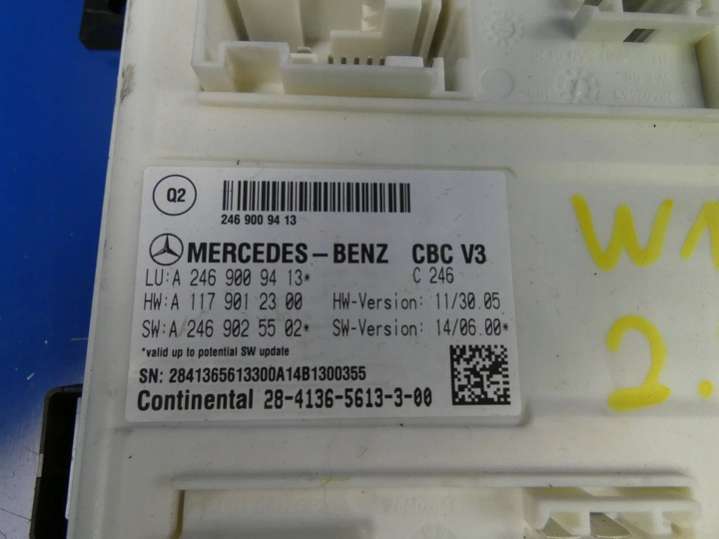 Q2
246 900 94 13
MERCEDES-BENZ CBC V3
LU:A 246 900 94 13* C 246
HW:A 117 901 23 00 HW-Version: 11/30.05
SW:A/246 902 55 02* SW-Version: 14/06.00*
*valid up to potential SW update
SN: 2841365613300A14B1300355
Continental 28-4136-5613-3-00
W1
2.